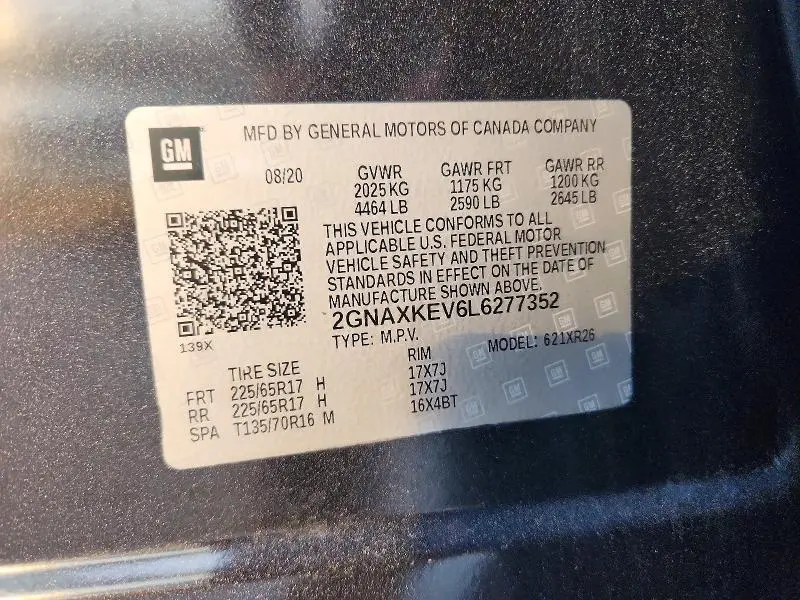 GM
MFD BY GENERAL MOTORS OF CANADA COMPANY
08/20 GVWR GAWR FRT GAWR RR
2025 KG 1175 KG 1200 KG
4464 LB 2590 LB 2645 LB
THIS VEHICLE CONFORMS TO ALL
APPLICABLE U.S. FEDERAL MOTOR
VEHICLE SAFETY AND THEFT PREVENTION
STANDARDS IN EFFECT ON THE DATE OF
MANUFACTURE SHOWN ABOVE.
2GNAXKEV6L6277352
139X
TYPE: M.P.V. MODEL: 621XR26
TIRE SIZE RIM
FRT 225/65R17 H 17X7J
RR 225/65R17 H 17X7J
SPA T135/70R16 M 16X4BT